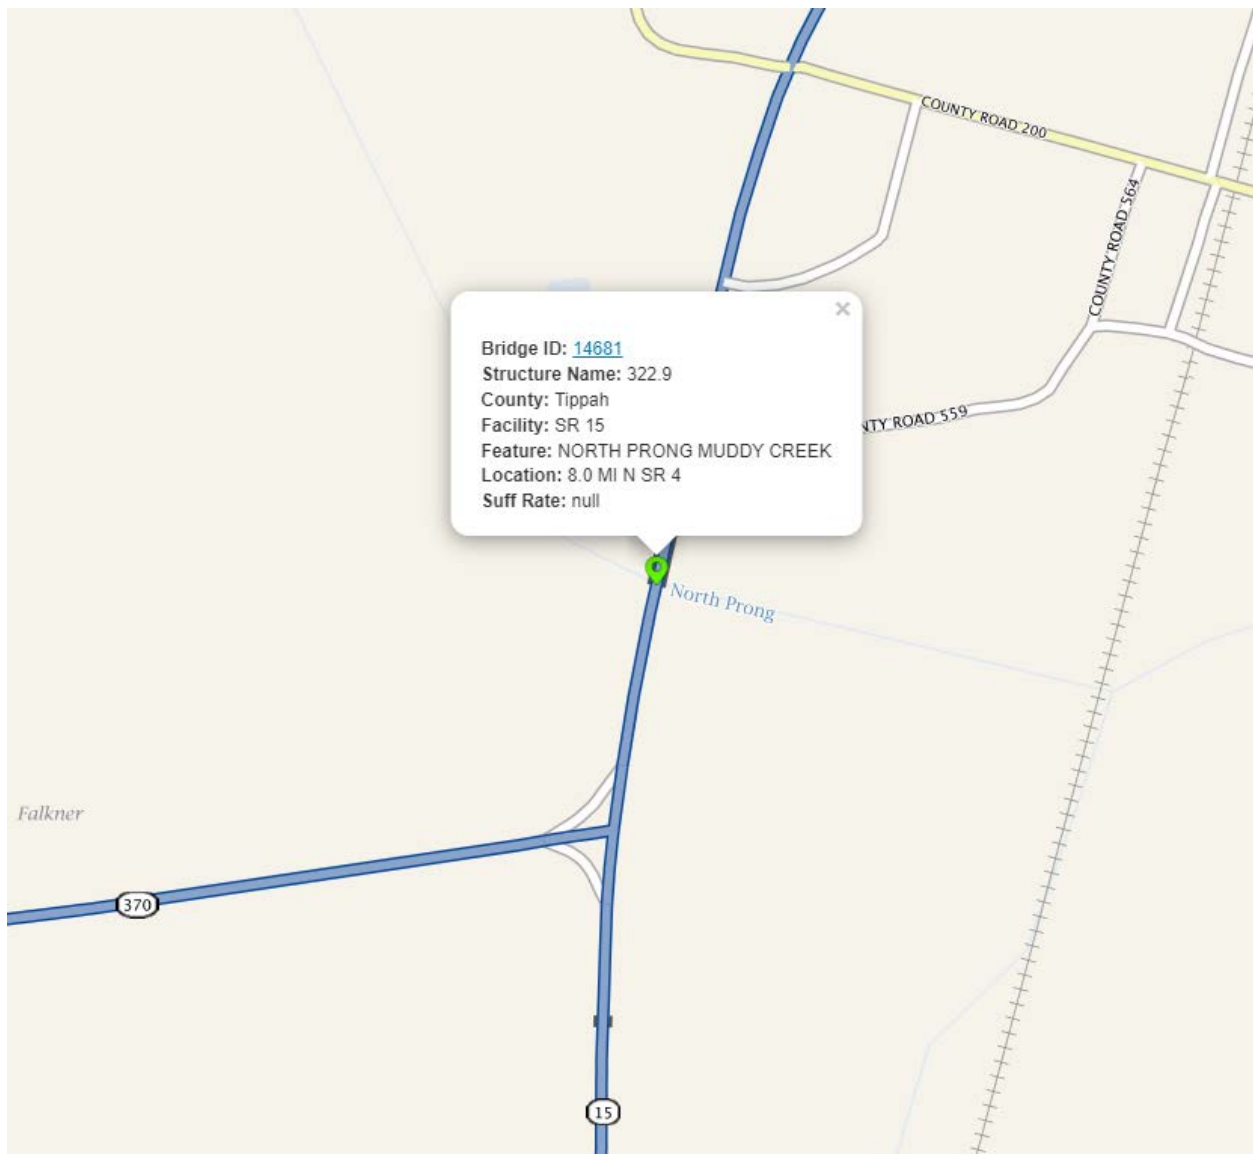 COUNTY ROAD 200
COUNTY ROAD 564
×
Bridge ID: 14681
Structure Name: 322.9
County: Tippah
Facility: SR 15
Feature: NORTH PRONG MUDDY CREEK
Location: 8.0 MI N SR 4
Suff Rate: null
NTY ROAD 559
North Prong
Falkner
370
15